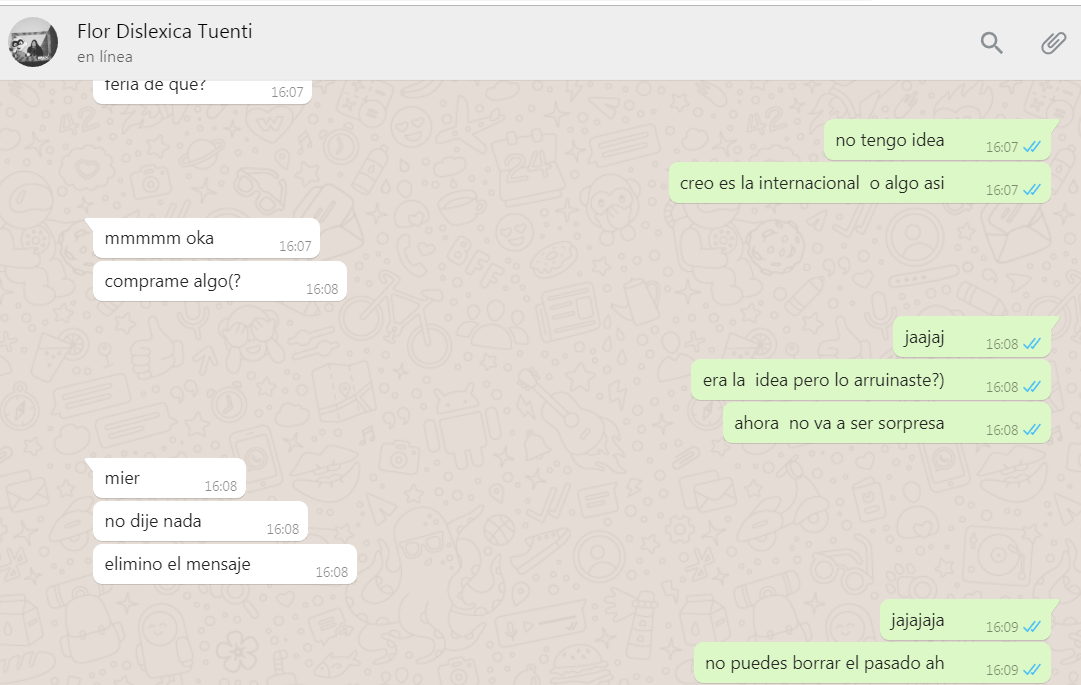 Flor Dislexica Tuenti
en línea
feria de que?
16:07
no tengo idea
16:07
creo es la internacional  o algo asi
16:07
mmmmm oka
16:07
comprame algo(?
16:08
jaajaj
16:08
era la  idea pero lo arruinaste?)
16:08
ahora  no va a ser sorpresa
16:08
mier
16:08
no dije nada
16:08
elimino el mensaje
16:08
jajajaja
16:09
no puedes borrar el pasado ah
16:09